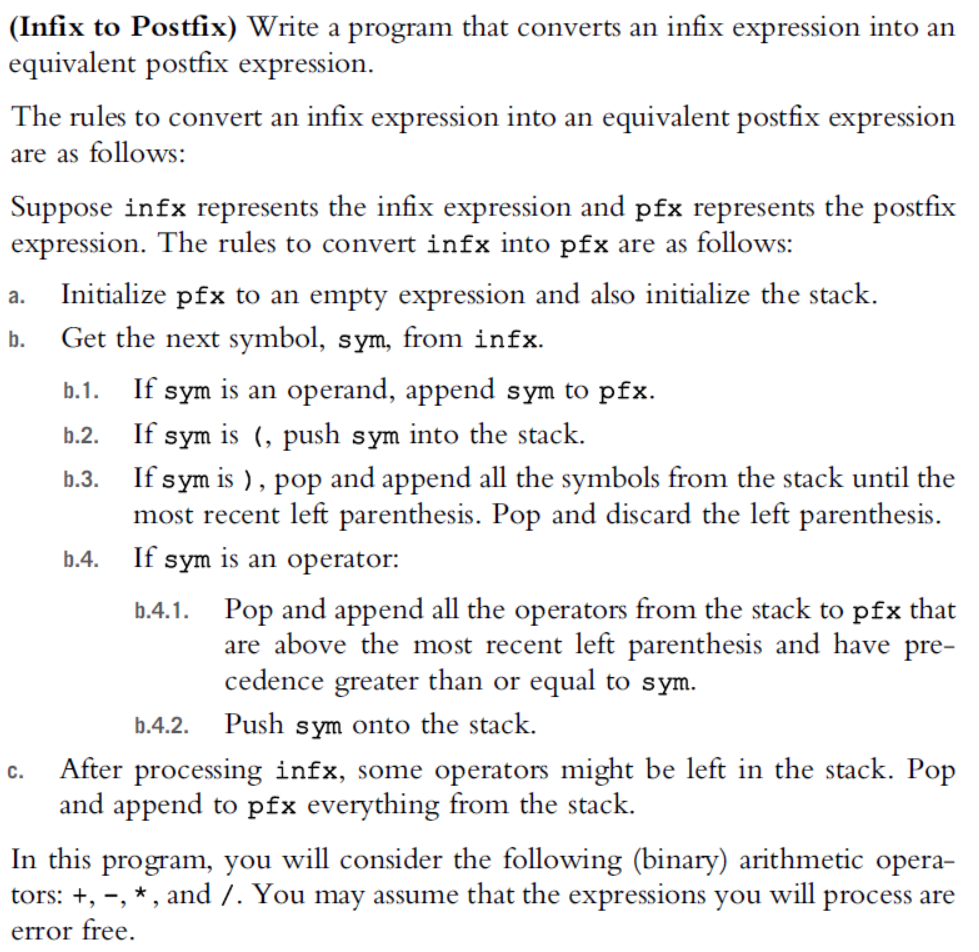 (Infix to Postfix) Write a program that converts an infix expression into an
equivalent postfix expression.
The rules to convert an infix expression into an equivalent postfix expression
are as follows:
Suppose infx represents the infix expression and pfx represents the postfix
expression. The rules to convert infx into pfx are as follows:
a. Initialize pfx to an empty expression and also initialize the stack.
b. Get the next symbol, sym, from infx.
b.1. If sym is an operand, append sym to pfx.
b.2. If sym is (, push sym into the stack.
b.3. If sym is ), pop and append all the symbols from the stack until the
most recent left parenthesis. Pop and discard the left parenthesis.
b.4. If sym is an operator:
b.4.1. Pop and append all the operators from the stack to pfx that
are above the most recent left parenthesis and have pre-
cedence greater than or equal to sym.
b.4.2. Push sym onto the stack.
c. After processing infx, some operators might be left in the stack. Pop
and append to pfx everything from the stack.
In this program, you will consider the following (binary) arithmetic opera-
tors: +, -, *, and /. You may assume that the expressions you will process are
error free.